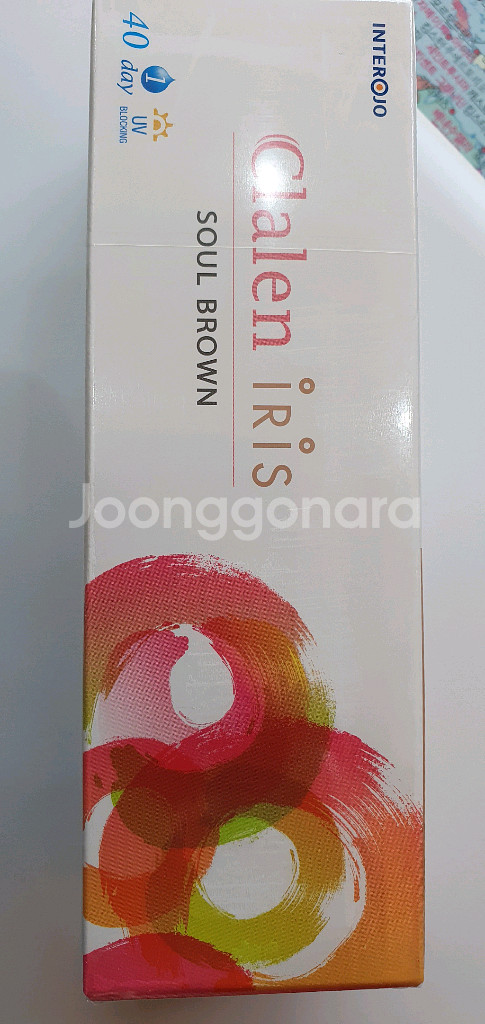 INTEROJO
40 day
1
UV
BLOCKING
Clalen iRiS
SOUL BROWN
Joonggonara